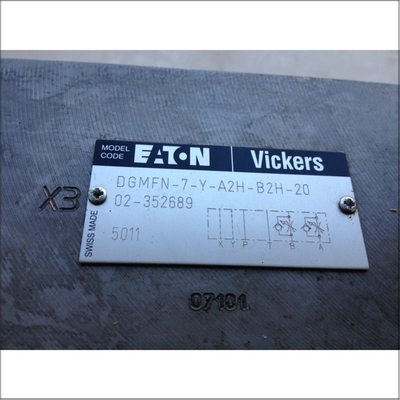 MODEL CODE
EATON
Vickers
DGMFN-7-Y-A2H-B2H-20
02-352689
5011
X Y P T B A
SWISS MADE
X3
07101